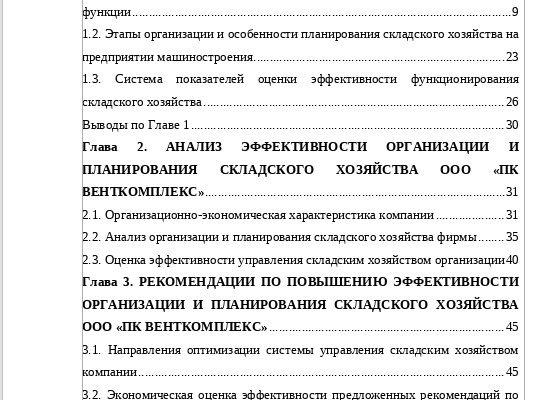 функции....................................................................................................................9
1.2. Этапы организации и особенности планирования складского хозяйства на
предприятии машиностроения............................................................................23
1.3. Система показателей оценки эффективности функционирования
складского хозяйства...........................................................................................26
Выводы по Главе 1...............................................................................................30
Глава 2. АНАЛИЗ ЭФФЕКТИВНОСТИ ОРГАНИЗАЦИИ И
ПЛАНИРОВАНИЯ СКЛАДСКОГО ХОЗЯЙСТВА ООО «ПК
ВЕНТКОМПЛЕКС»...........................................................................................31
2.1. Организационно-экономическая характеристика компании.....................31
2.2. Анализ организации и планирования складского хозяйства фирмы........35
2.3. Оценка эффективности управления складским хозяйством организации40
Глава 3. РЕКОМЕНДАЦИИ ПО ПОВЫШЕНИЮ ЭФФЕКТИВНОСТИ
ОРГАНИЗАЦИИ И ПЛАНИРОВАНИЯ СКЛАДСКОГО ХОЗЯЙСТВА
ООО «ПК ВЕНТКОМПЛЕКС»........................................................................45
3.1. Направления оптимизации системы управления складским хозяйством
компании...............................................................................................................45
3.2. Экономическая оценка эффективности предложенных рекомендаций по